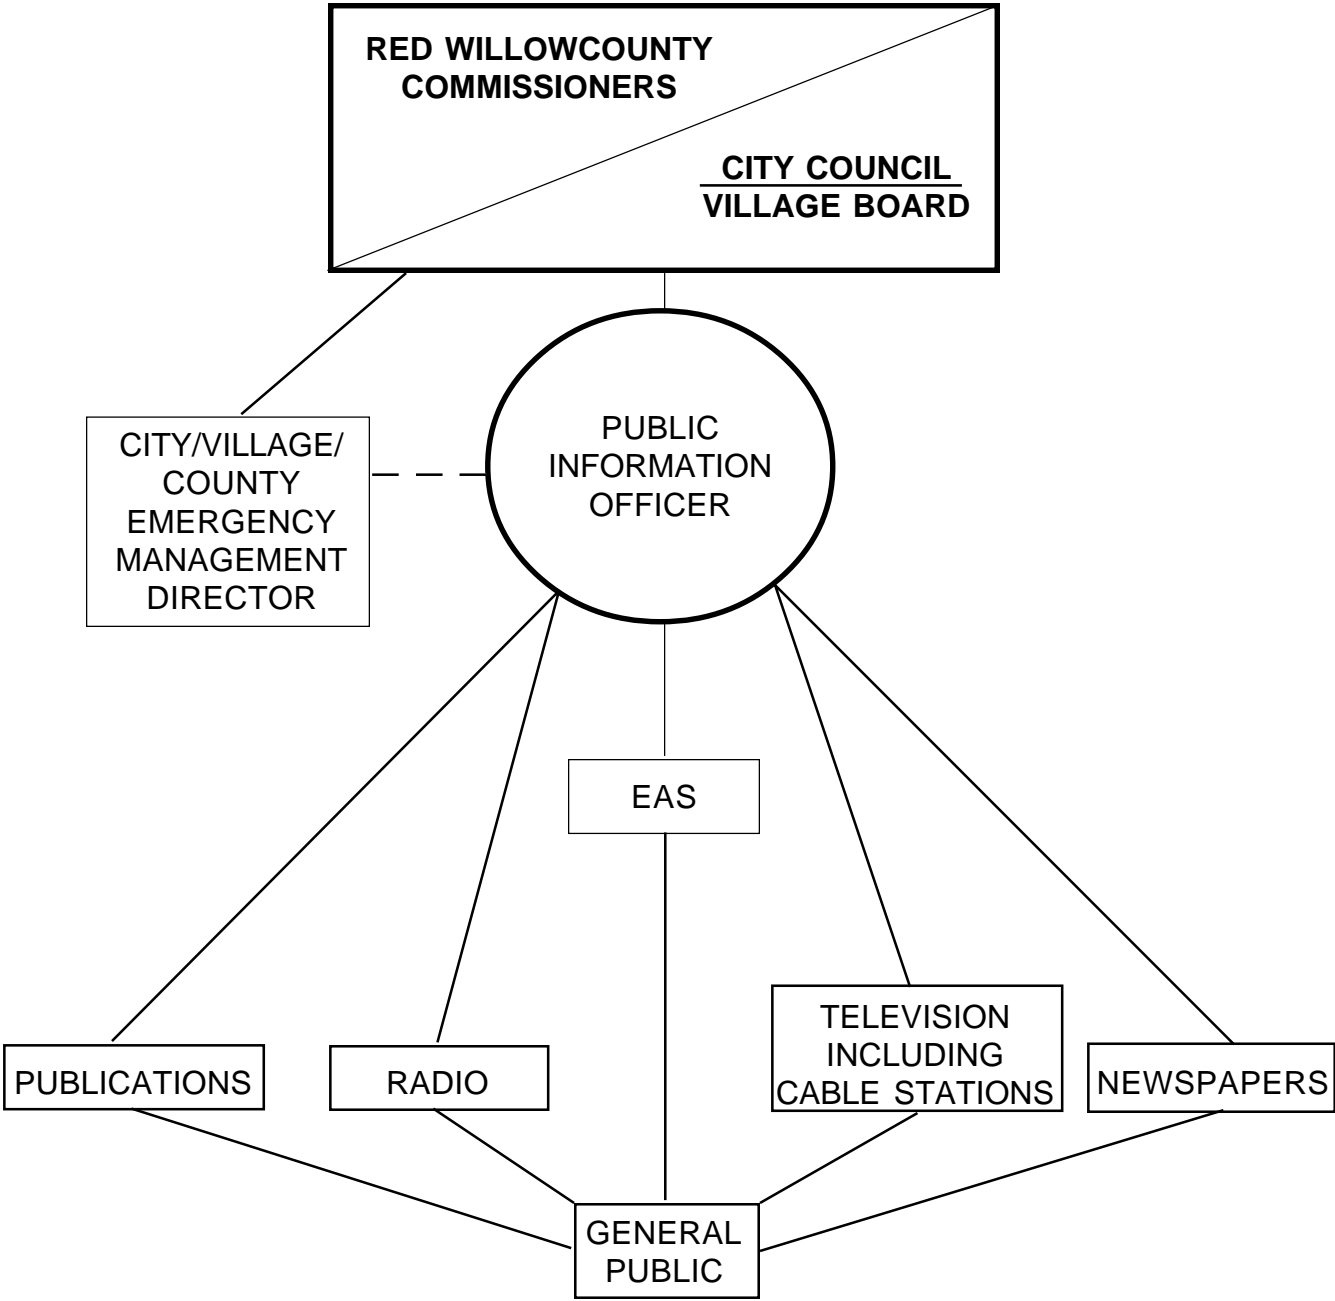 RED WILLOWCOUNTY
COMMISSIONERS
CITY COUNCIL
VILLAGE BOARD
PUBLIC
INFORMATION
OFFICER
CITY/VILLAGE/
COUNTY
EMERGENCY
MANAGEMENT
DIRECTOR
EAS
PUBLICATIONS
RADIO
TELEVISION
INCLUDING
CABLE STATIONS
NEWSPAPERS
GENERAL
PUBLIC